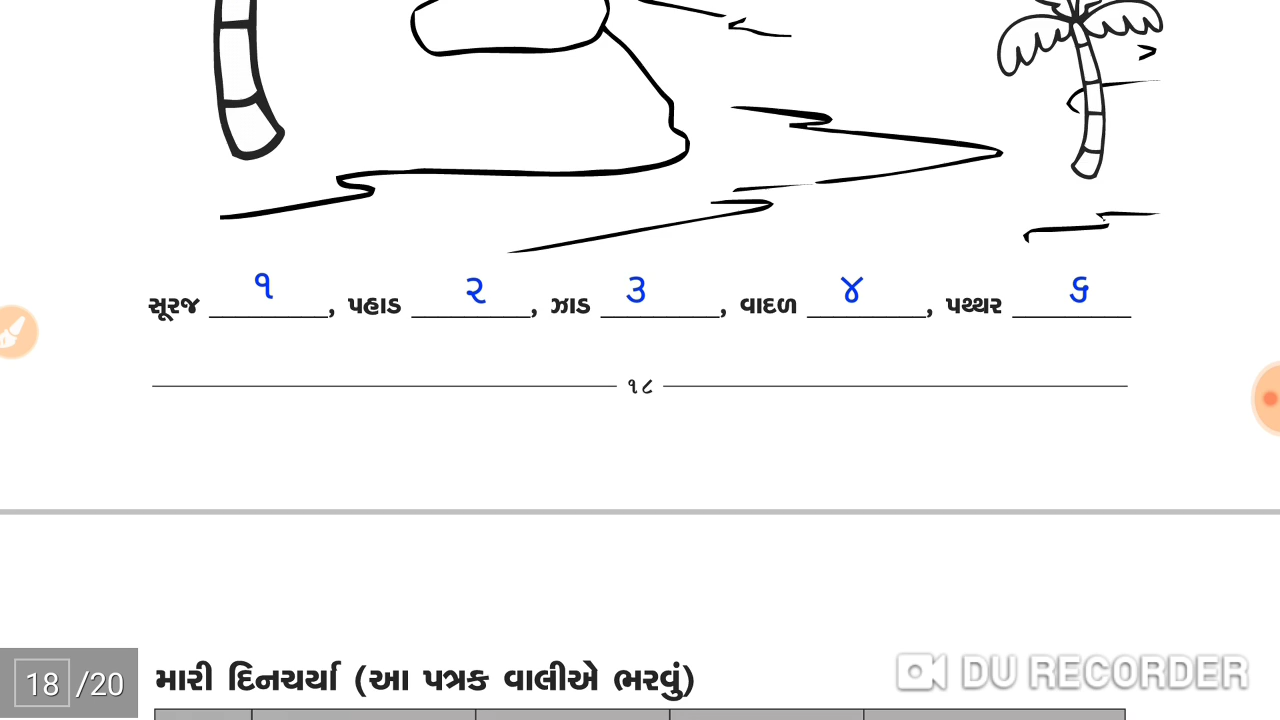 સૂરજ ૧, પહાડ ૨, ઝાડ ૩, વાદળ ૪, પથ્થર ૬
૧૮
18 /20
મારી દિનચર્યા (આ પત્રક વાલીએ ભરવું)
DU RECORDER